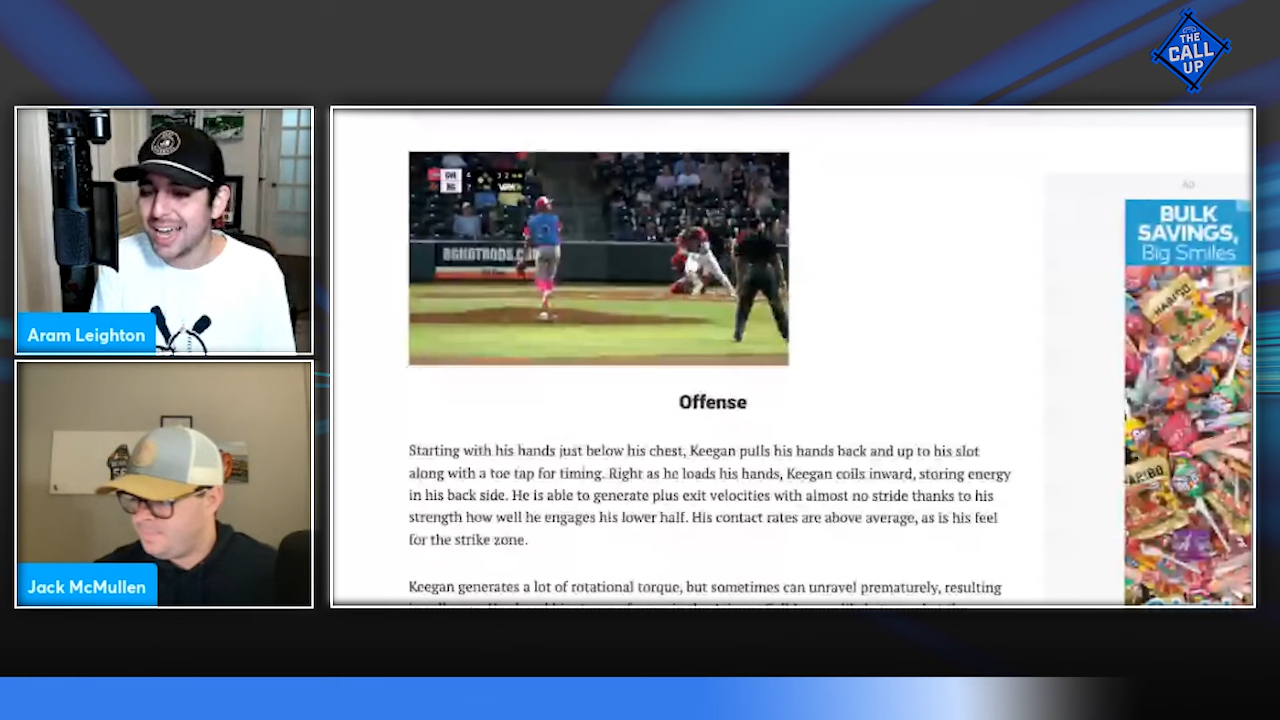 THE
CALL
UP
Aram Leighton
Jack McMullen
BGHOTRODS.COM
AD
BULK
SAVINGS,
Big Smiles
HARIBO
Offense
Starting with his hands just below his chest, Keegan pulls his hands back and up to his slot
along with a toe tap for timing. Right as he loads his hands, Keegan coils inward, storing energy
in his back side. He is able to generate plus exit velocities with almost no stride thanks to his
strength how well he engages his lower half. His contact rates are above average, as is his feel
for the strike zone.
Keegan generates a lot of rotational torque, but sometimes can unravel prematurely, resulting